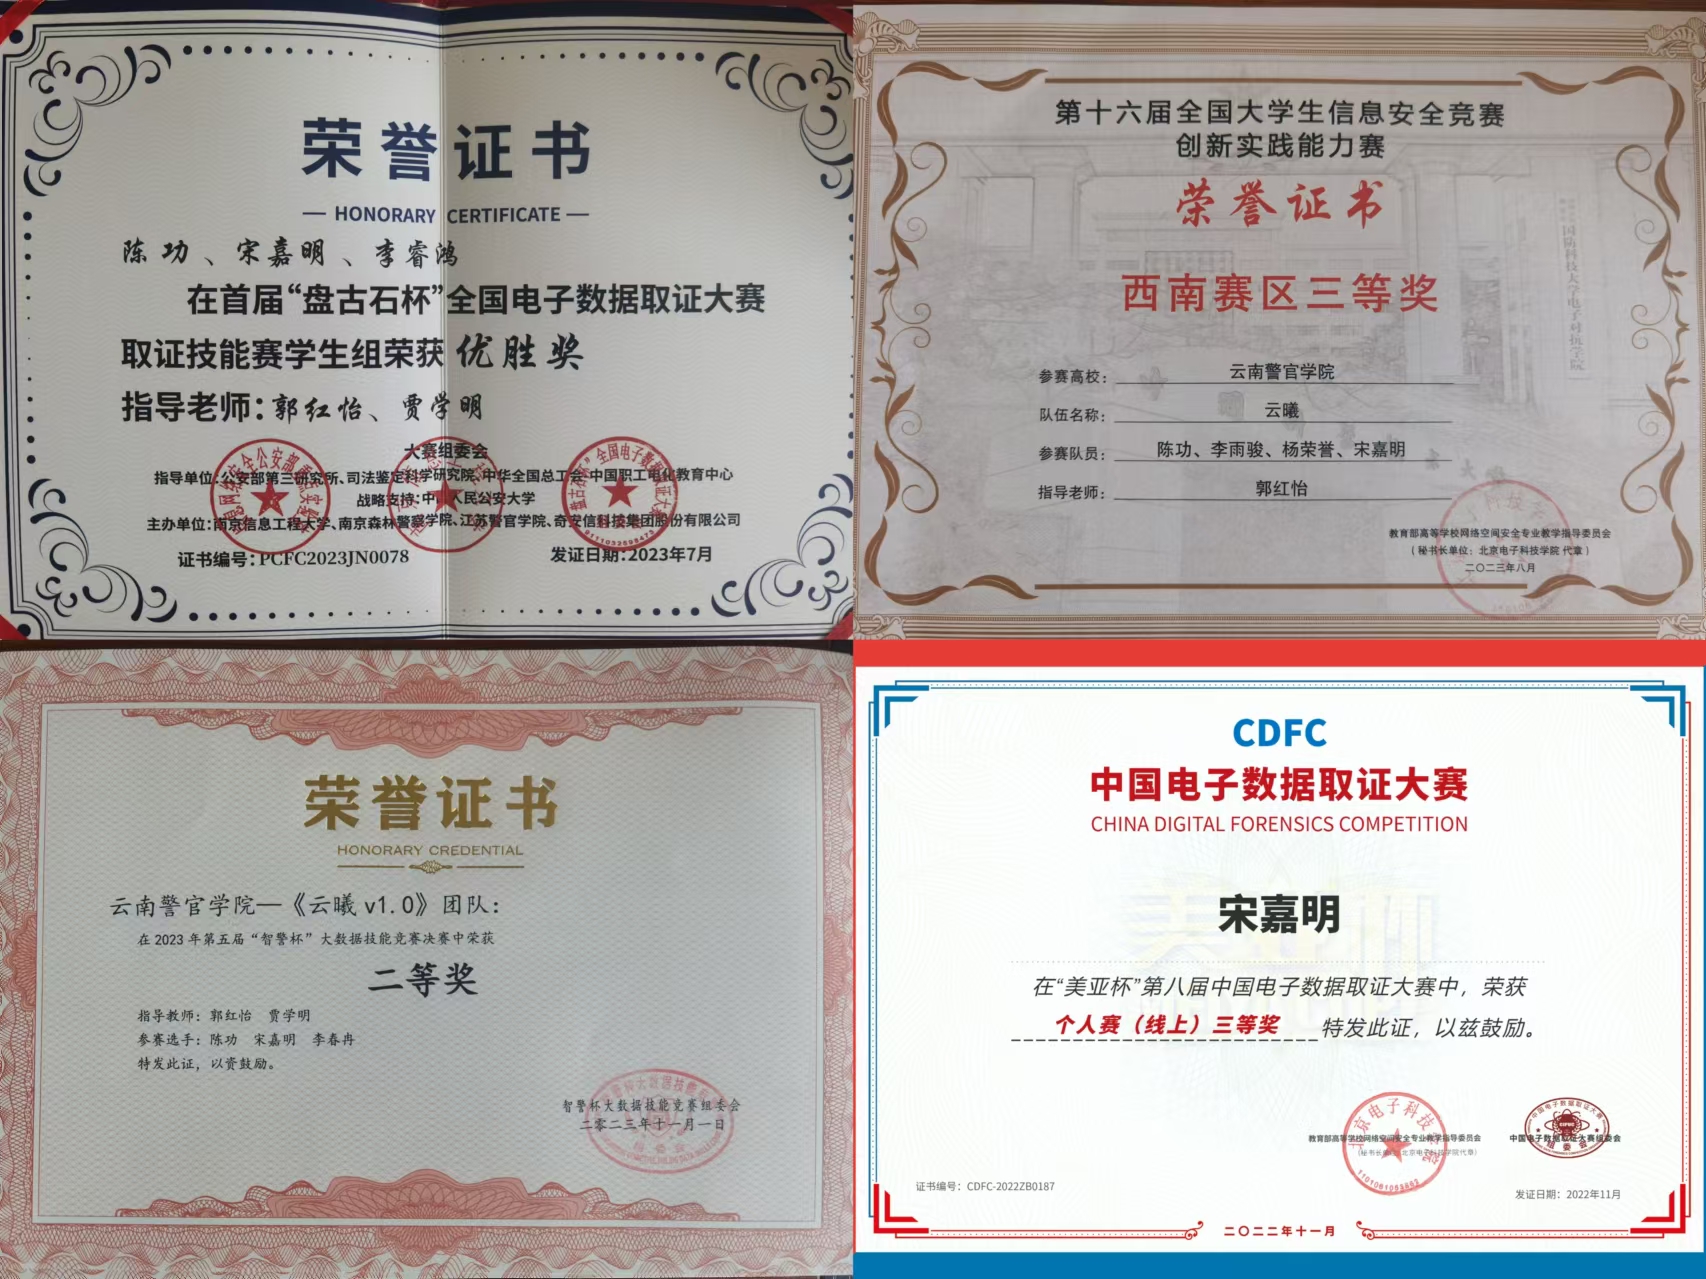 荣誉证书
— HONORARY CERTIFICATE —
陈功、宋嘉明、李睿鸿
在首届“盘古石杯”全国电子数据取证大赛
取证技能赛学生组荣获 优胜奖
指导老师：郭红怡、贾学明
大赛组委会
指导单位：公安部第三研究所、司法鉴定科学研究院、中华全国总工会·中国职工电化教育中心
战略支持：中国人民公安大学
主办单位：南京信息工程大学、南京森林警察学院、江苏警官学院、奇安信科技集团股份有限公司
证书编号：PCFC2023JN0078
发证日期：2023年7月
第十六届全国大学生信息安全竞赛
创新实践能力赛
荣誉证书
西南赛区三等奖
参赛高校： 云南警官学院
队伍名称： 云曦
参赛队员： 陈功、李雨骏、杨荣誉、宋嘉明
指导老师： 郭红怡
教育部高等学校网络空间安全专业教学指导委员会
（秘书长单位：北京电子科技学院 代章）
二〇二三年八月
荣誉证书
HONORARY CREDENTIAL
云南警官学院—《云曦 v1.0》团队：
在 2023 年第五届“智警杯”大数据技能竞赛决赛中荣获
二等奖
指导教师：郭红怡 贾学明
参赛选手：陈功 宋嘉明 李春冉
特发此证，以资鼓励。
智警杯大数据技能竞赛组委会
二零二三年十一月一日
CDFC
中国电子数据取证大赛
CHINA DIGITAL FORENSICS COMPETITION
宋嘉明
在“美亚杯”第八届中国电子数据取证大赛中，荣获
个人赛（线上）三等奖 特发此证，以兹鼓励。
教育部高等学校网络空间安全专业教学指导委员会
中国电子数据取证大赛组委会
证书编号：CDFC-2022ZB0187
发证日期：2022年11月
二〇二二年十一月